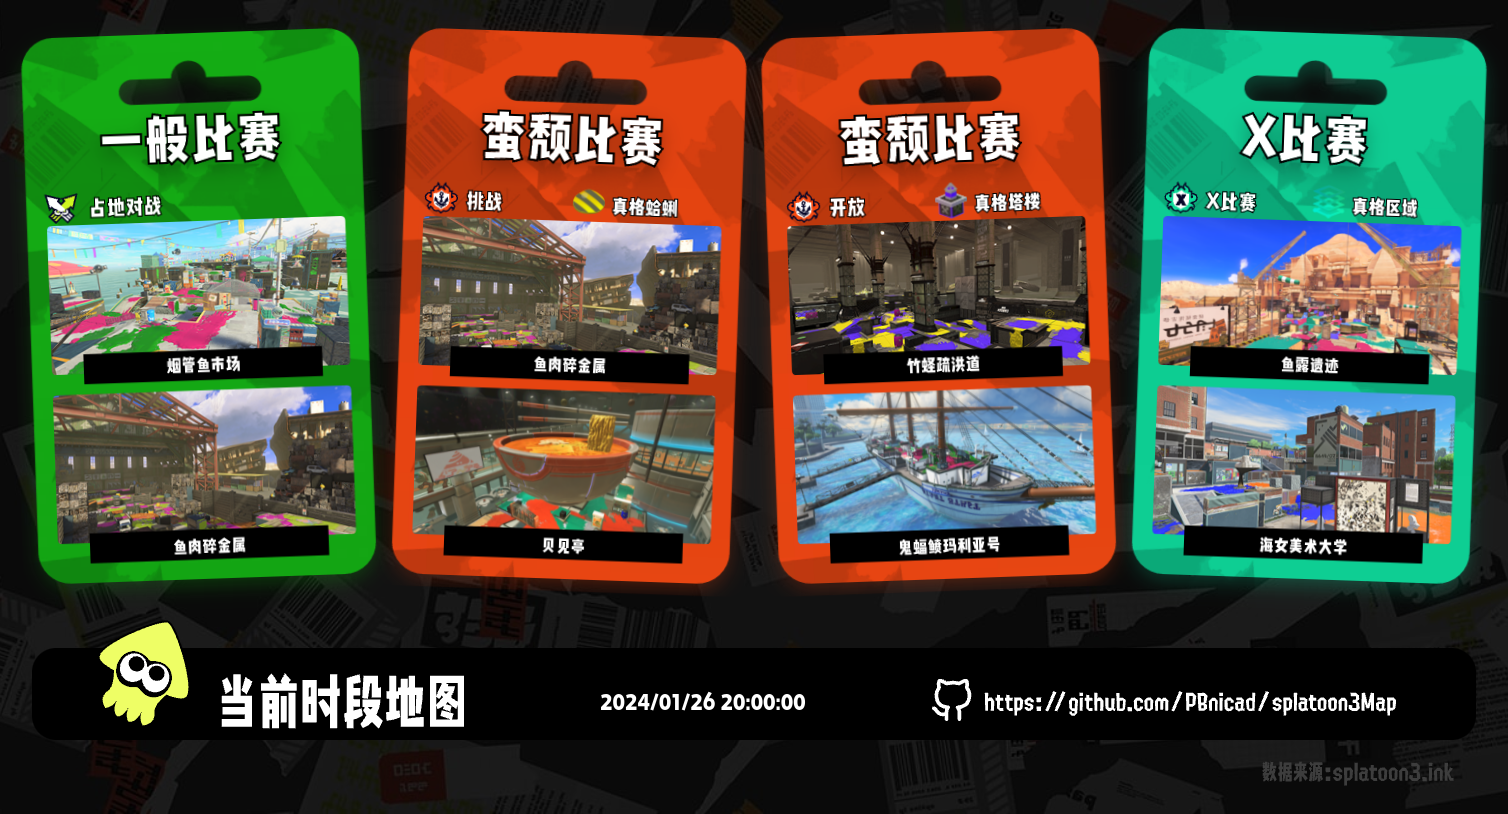 一般比赛
占地对战
烟管鱼市场
鱼肉碎金属
蛮颓比赛
挑战
真格蛤蜊
鱼肉碎金属
贝见亭
蛮颓比赛
开放
真格塔楼
竹蛏疏洪道
鬼蝠鲼玛利亚号
X比赛
X比赛
真格区域
鱼露遗迹
海女美术大学
当前时段地图
2024/01/26 20:00:00
https://github.com/PBnicad/splatoon3Map
数据来源:splatoon3.ink